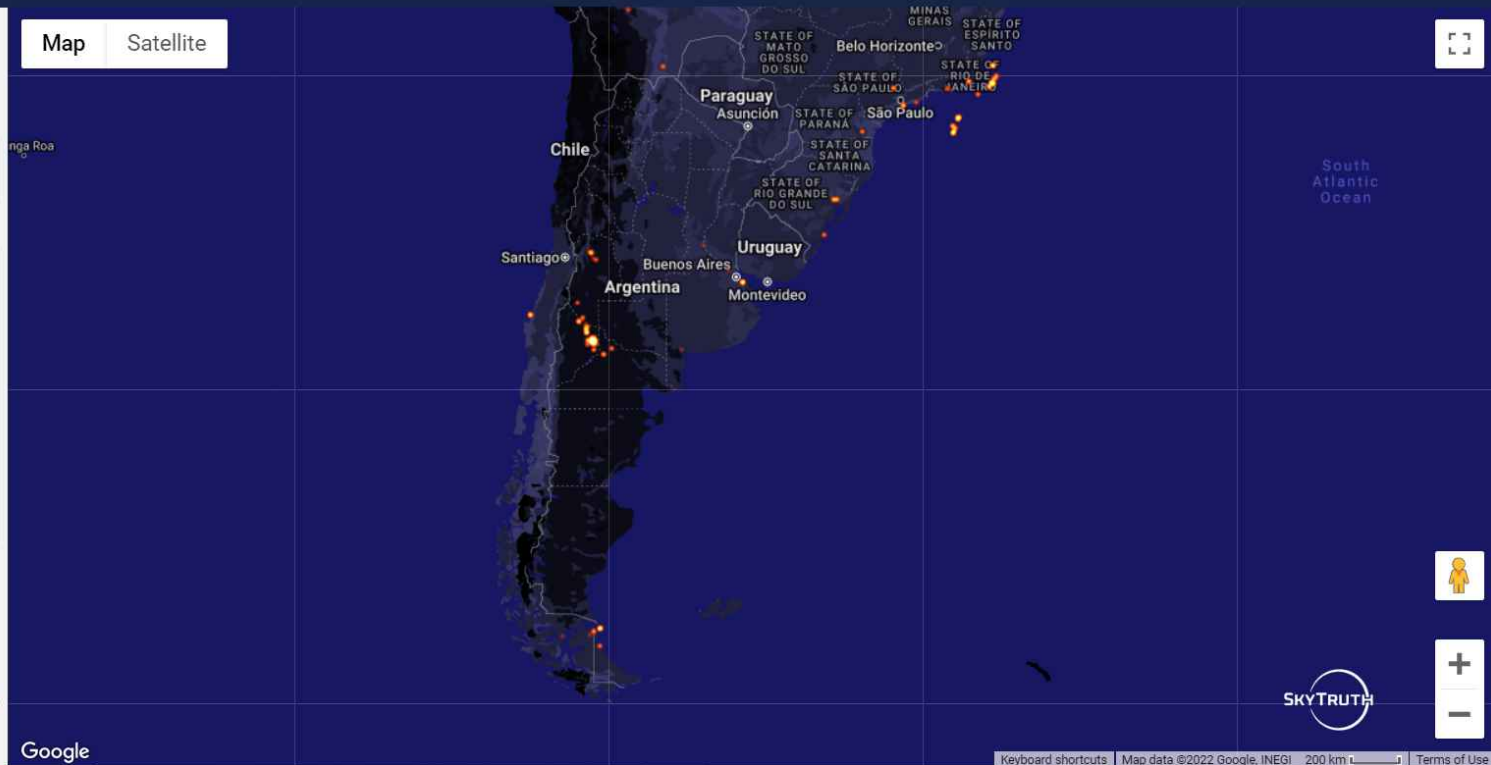 Map
Satellite
MINAS
GERAIS
STATE OF
ESPÍRITO
SANTO
STATE OF
MATO
GROSSO
DO SUL
Belo Horizonte
STATE OF
RIO DE
JANEIRO
STATE OF
SÃO PAULO
Paraguay
Asunción
STATE OF
PARANÁ
São Paulo
nga Roa
Chile
STATE OF
SANTA
CATARINA
South
Atlantic
Ocean
STATE OF
RIO GRANDE
DO SUL
Uruguay
Santiago
Buenos Aires
Argentina
Montevideo
SKYTRUTH
Google
Keyboard shortcuts
Map data ©2022 Google, INEGI
200 km
Terms of Use